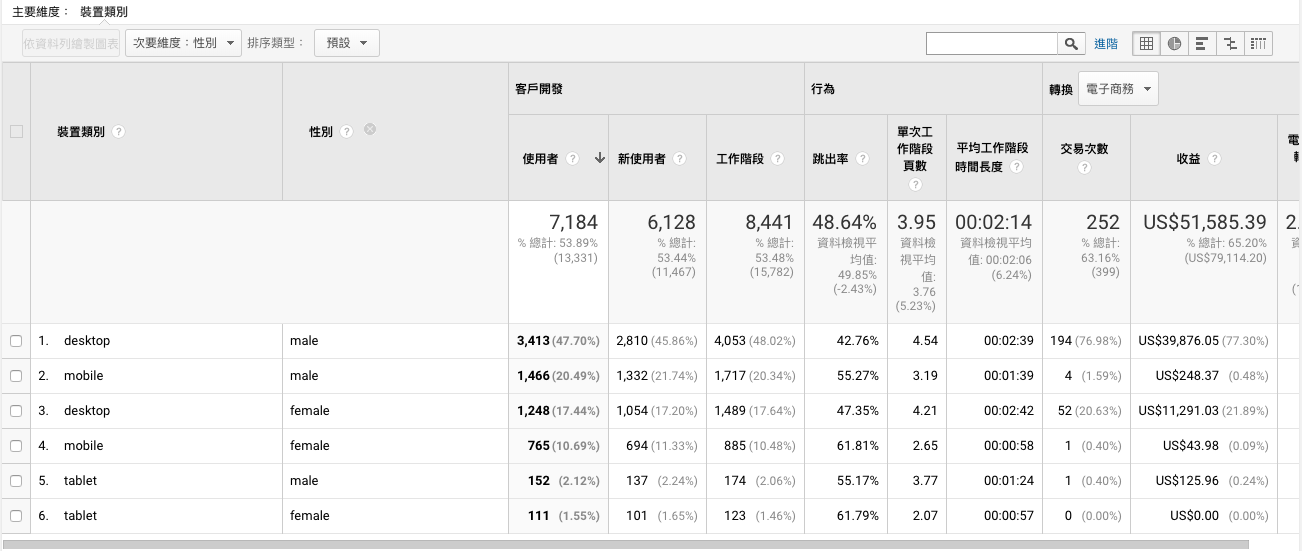 主要維度： 裝置類別
依資料列繪製圖表 次要維度：性別 排序類型： 預設 進階
客戶開發 行為 轉換 電子商務
裝置類別 ? 性別 ?
使用者 ? 新使用者 ? 工作階段 ? 跳出率 ? 單次工作階段頁數 ? 平均工作階段時間長度 ? 交易次數 ? 收益 ? 電
7,184 6,128 8,441 48.64% 3.95 00:02:14 252 US$51,585.39 2.
% 總計: 53.89% (13,331) % 總計: 53.44% (11,467) % 總計: 53.48% (15,782) 資料檢視平均值: 49.85% (-2.43%) 資料檢視平均值: 3.76 (5.23%) 資料檢視平均值: 00:02:06 (6.24%) % 總計: 63.16% (399) % 總計: 65.20% (US$79,114.20)
1. desktop male 3,413 (47.70%) 2,810 (45.86%) 4,053 (48.02%) 42.76% 4.54 00:02:39 194 (76.98%) US$39,876.05 (77.30%)
2. mobile male 1,466 (20.49%) 1,332 (21.74%) 1,717 (20.34%) 55.27% 3.19 00:01:39 4 (1.59%) US$248.37 (0.48%)
3. desktop female 1,248 (17.44%) 1,054 (17.20%) 1,489 (17.64%) 47.35% 4.21 00:02:42 52 (20.63%) US$11,291.03 (21.89%)
4. mobile female 765 (10.69%) 694 (11.33%) 885 (10.48%) 61.81% 2.65 00:00:58 1 (0.40%) US$43.98 (0.09%)
5. tablet male 152 (2.12%) 137 (2.24%) 174 (2.06%) 55.17% 3.77 00:01:24 1 (0.40%) US$125.96 (0.24%)
6. tablet female 111 (1.55%) 101 (1.65%) 123 (1.46%) 61.79% 2.07 00:00:57 0 (0.00%) US$0.00 (0.00%)